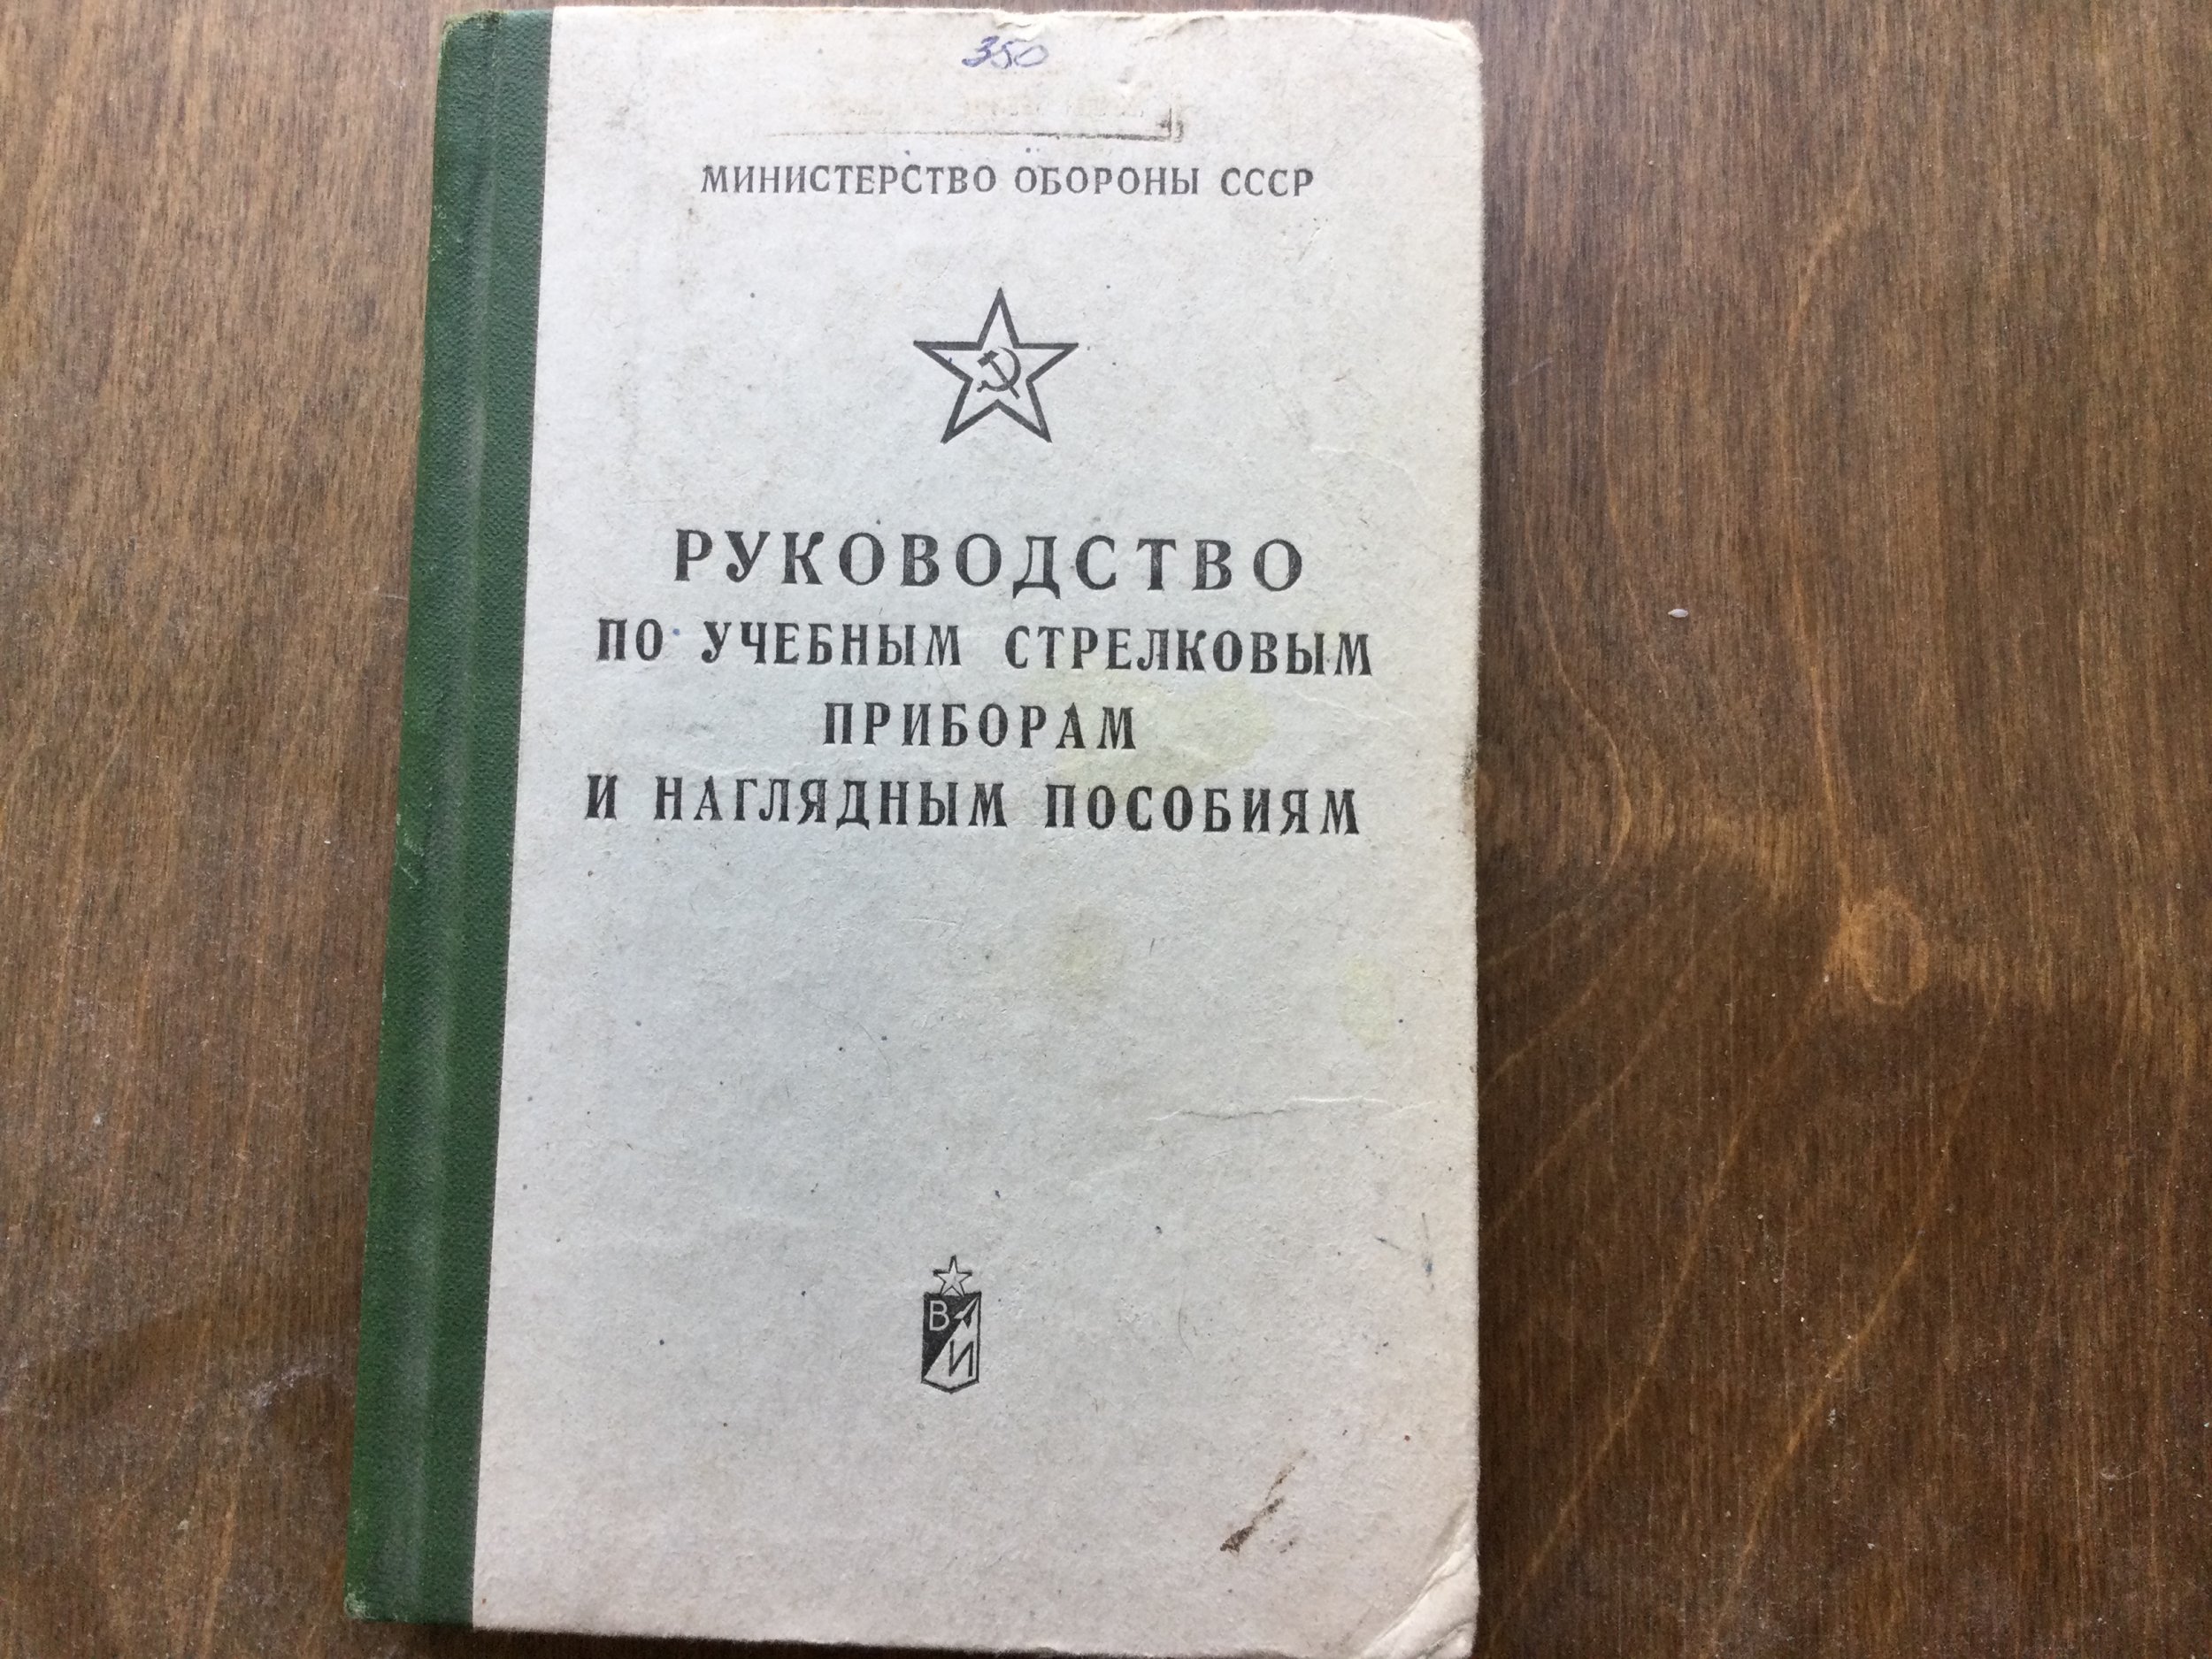 350
МИНИСТЕРСТВО ОБОРОНЫ СССР
РУКОВОДСТВО
ПО УЧЕБНЫМ СТРЕЛКОВЫМ
ПРИБОРАМ
И НАГЛЯДНЫМ ПОСОБИЯМ
В
И